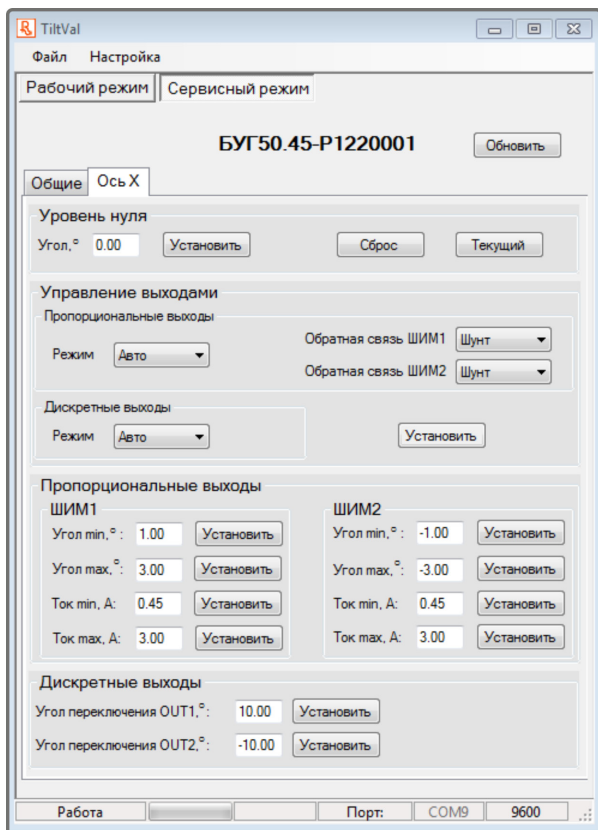 TiltVal
Файл Настройка
Рабочий режим Сервисный режим
БУГ50.45-Р1220001 Обновить
Общие Ось X
Уровень нуля
Угол,° 0.00 Установить Сброс Текущий
Управление выходами
Пропорциональные выходы
Режим Авто
Обратная связь ШИМ1 Шунт
Обратная связь ШИМ2 Шунт
Дискретные выходы
Режим Авто
Установить
Пропорциональные выходы
ШИМ1
Угол min,°: 1.00 Установить
Угол max,°: 3.00 Установить
Ток min, А: 0.45 Установить
Ток max, А: 3.00 Установить
ШИМ2
Угол min,°: -1.00 Установить
Угол max,°: -3.00 Установить
Ток min, А: 0.45 Установить
Ток max, А: 3.00 Установить
Дискретные выходы
Угол переключения OUT1,°: 10.00 Установить
Угол переключения OUT2,°: -10.00 Установить
Работа Порт: COM9 9600